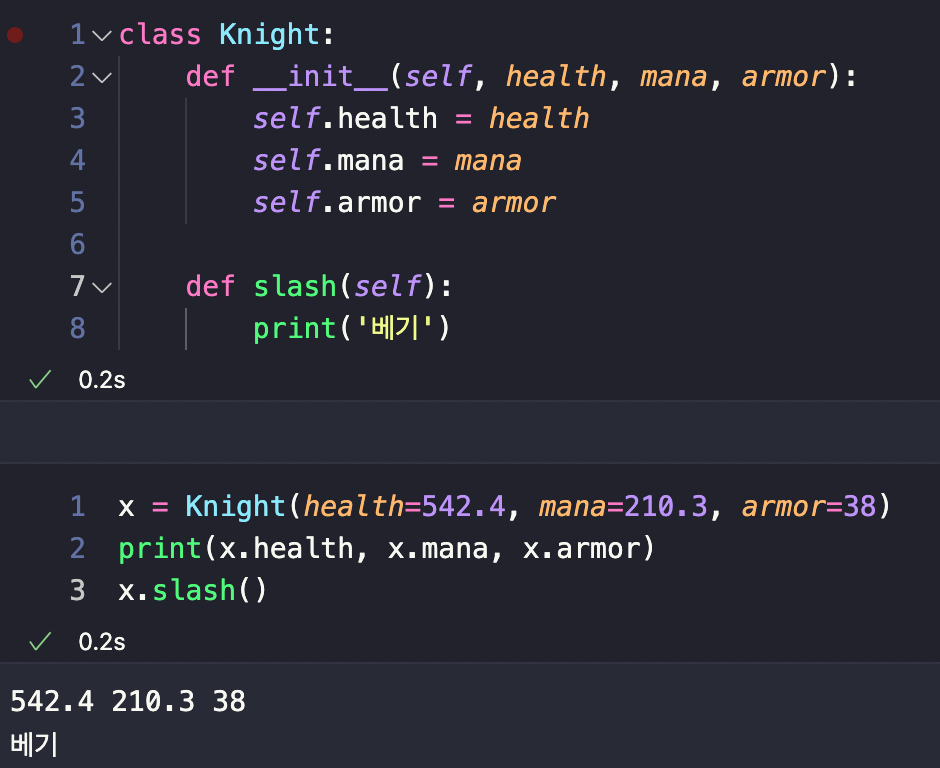 1 class Knight:
2 def __init__(self, health, mana, armor):
3 self.health = health
4 self.mana = mana
5 self.armor = armor
6
7 def slash(self):
8 print('베기')
0.2s
1 x = Knight(health=542.4, mana=210.3, armor=38)
2 print(x.health, x.mana, x.armor)
3 x.slash()
0.2s
542.4 210.3 38
베기